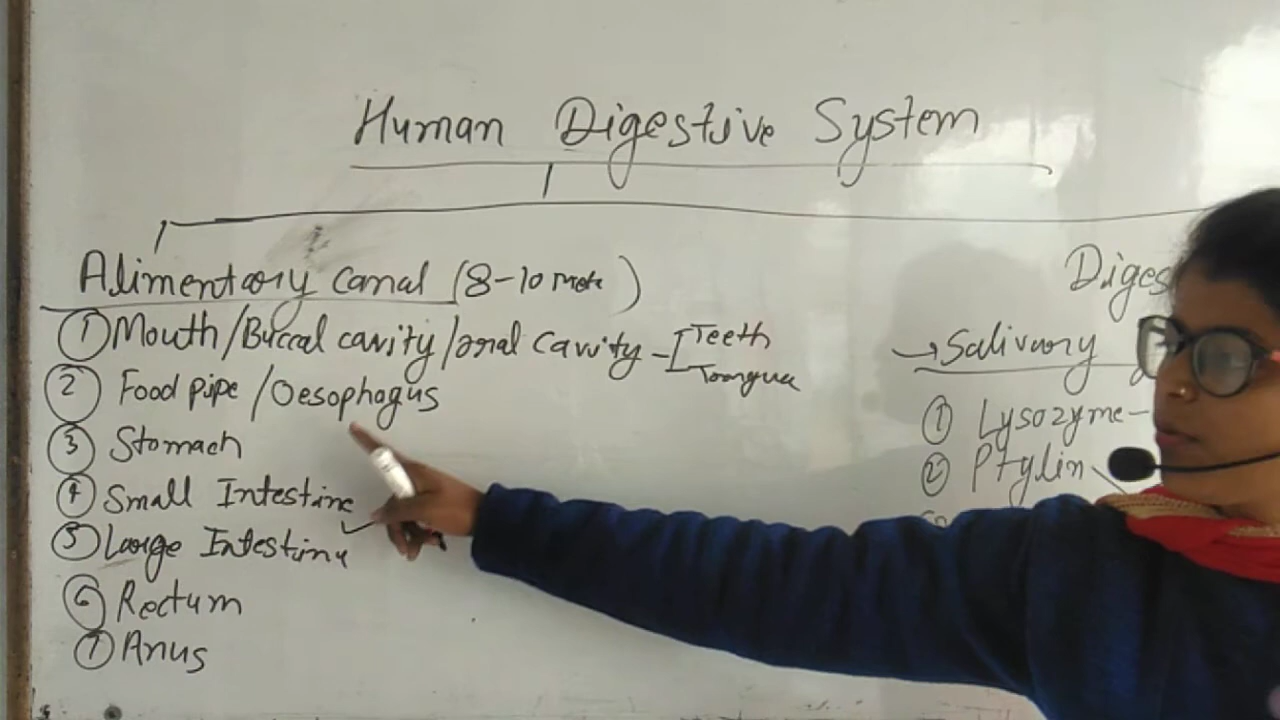 Human Digestive System
Alimentary canal (8-10 mete)
① Mouth/Buccal cavity/oral cavity - [ Teeth
Toongue
② Food pipe /Oesophagus
③ Stomach
④ Small Intestine
⑤ Large Intestine
⑥ Rectum
⑦ Anus
Diges
→ Salivary
① Lysozyme-
② Ptylin